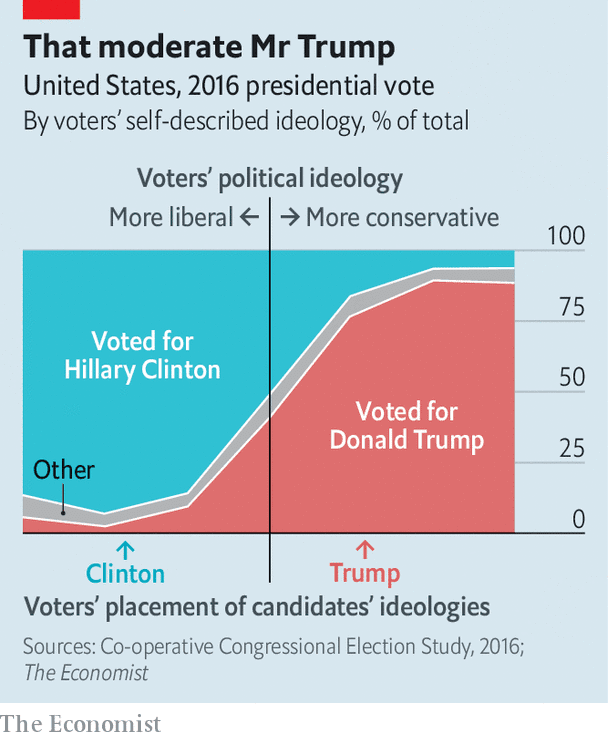 That moderate Mr Trump
United States, 2016 presidential vote
By voters’ self-described ideology, % of total
Voters’ political ideology
More liberal ← → More conservative
100
75
50
25
0
Voted for
Hillary Clinton
Voted for
Donald Trump
Other
↑ ↑
Clinton Trump
Voters’ placement of candidates’ ideologies
Sources: Co-operative Congressional Election Study, 2016;
The Economist
The Economist